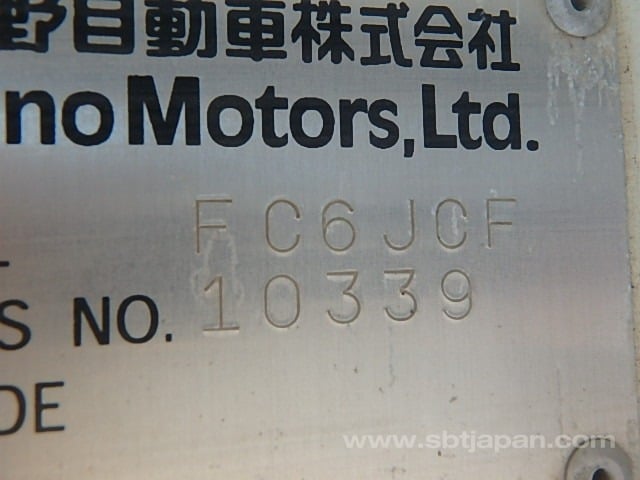 野自動車株式会社
no Motors, Ltd.
FC6JCF
S NO. 10339
DE
www.sbtjapan.com